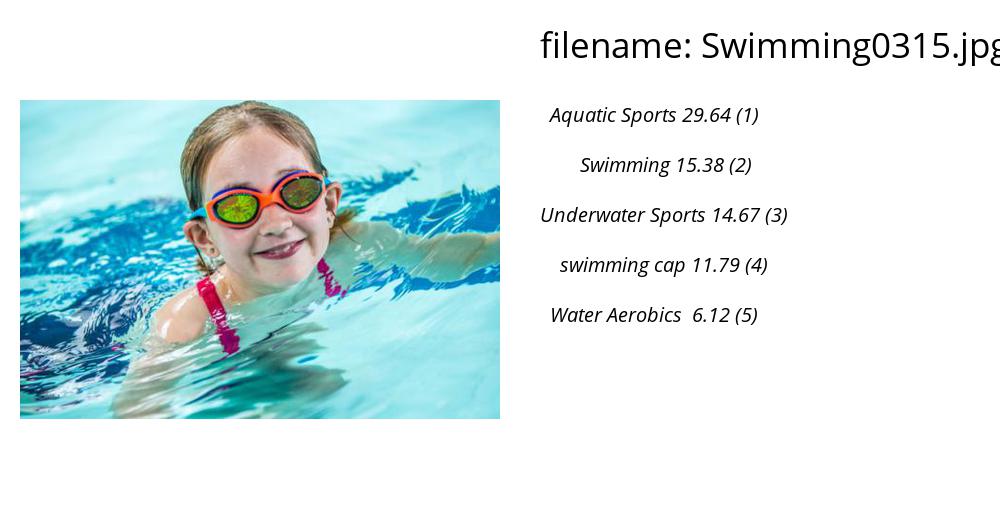 filename: Swimming0315.jpg
Aquatic Sports 29.64 (1)
Swimming 15.38 (2)
Underwater Sports 14.67 (3)
swimming cap 11.79 (4)
Water Aerobics 6.12 (5)